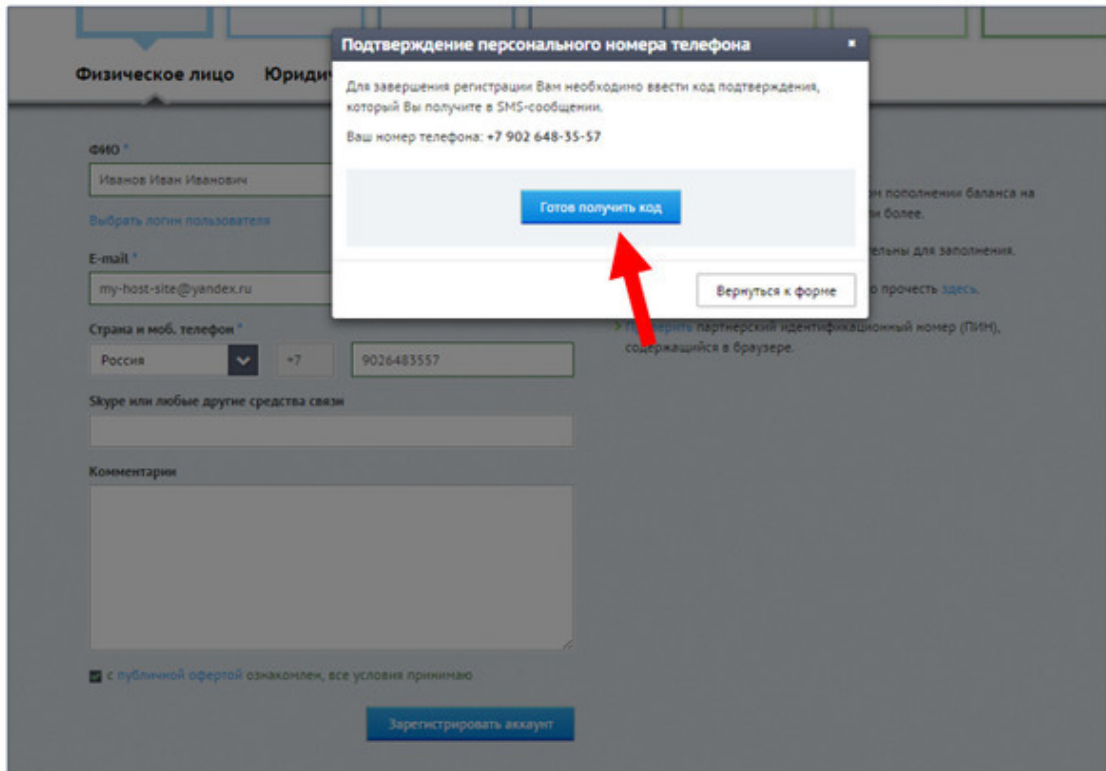 Подтверждение персонального номера телефона
Для завершения регистрации Вам необходимо ввести код подтверждения,
который Вы получите в SMS-сообщении.
Ваш номер телефона: +7 902 648-35-57
Готов получить код
Вернуться к форме
Физическое лицо
ФИО *
Иванов Иван Иванович
Выбрать логин пользователя
E-mail *
my-host-site@yandex.ru
Страна и моб. телефон *
Россия +7 9026483557
Skype или любые другие средства связи
Комментарии
с публичной офертой ознакомлен, все условия принимаю
Зарегистрировать аккаунт
пополнении баланса на
более.
для заполнения.
прочесть здесь.
партнерский идентификационный номер (ПИН),
содержащийся в браузере.